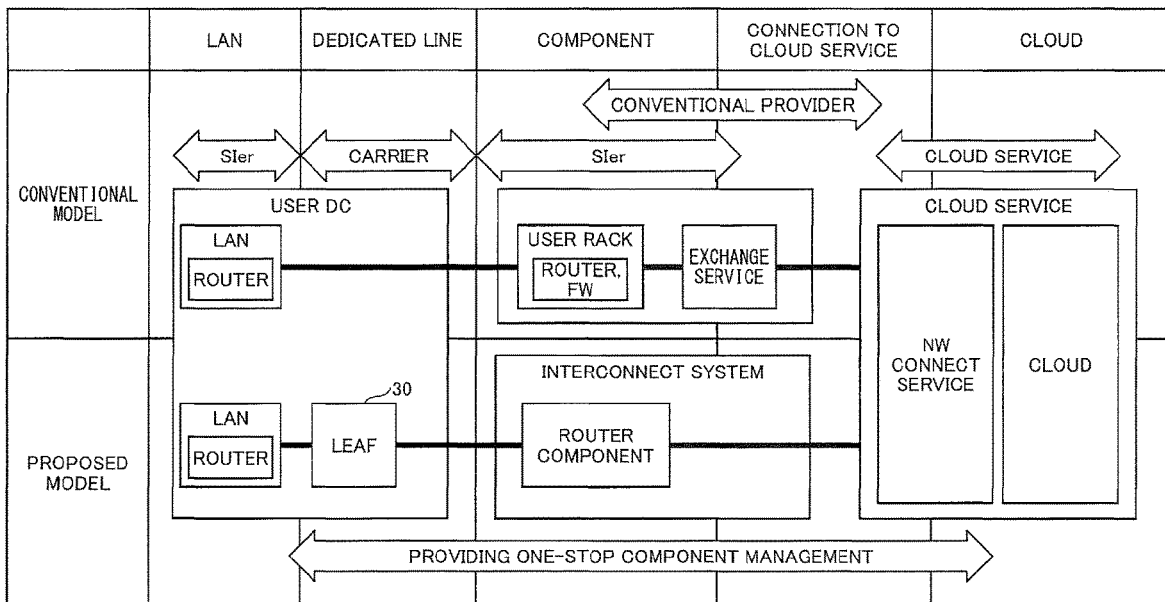 LAN
DEDICATED LINE
COMPONENT
CONNECTION TO
CLOUD SERVICE
CLOUD
CONVENTIONAL PROVIDER
SIer
CARRIER
SIer
CLOUD SERVICE
CONVENTIONAL
MODEL
USER DC
LAN
ROUTER
USER RACK
ROUTER,
FW
EXCHANGE
SERVICE
CLOUD SERVICE
NW
CONNECT
SERVICE
CLOUD
PROPOSED
MODEL
LAN
ROUTER
30
LEAF
INTERCONNECT SYSTEM
ROUTER
COMPONENT
PROVIDING ONE-STOP COMPONENT MANAGEMENT